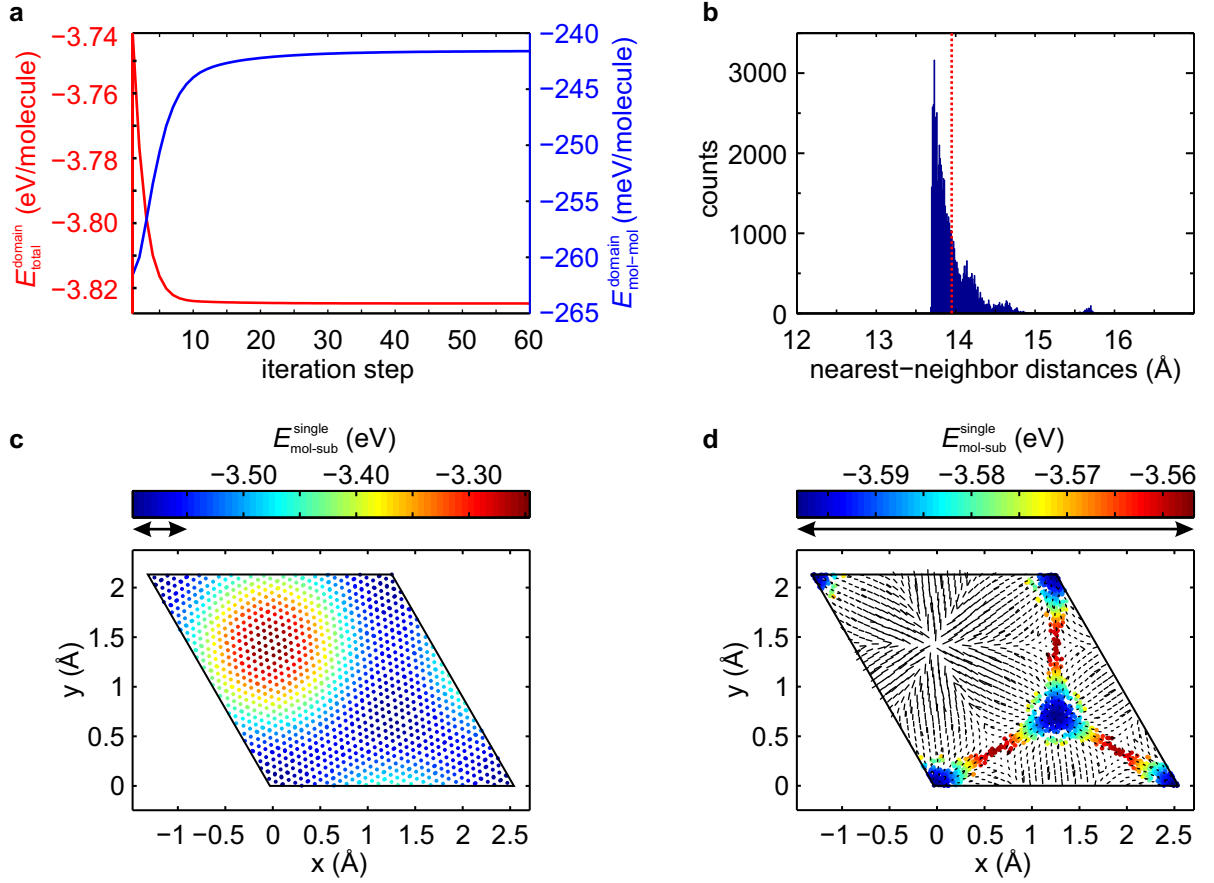 a
E domain total (eV/molecule)
−3.74
−3.76
−3.78
−3.80
−3.82
−240
−245
−250
−255
−260
−265
E domain mol−mol (meV/molecule)
10 20 30 40 50 60
iteration step
b
counts
3000
2000
1000
0
12 13 14 15 16
nearest−neighbor distances (Å)
c
E single mol-sub (eV)
−3.50 −3.40 −3.30
y (Å)
2
1.5
1
0.5
0
−1 −0.5 0 0.5 1 1.5 2 2.5
x (Å)
d
E single mol-sub (eV)
−3.59 −3.58 −3.57 −3.56
y (Å)
2
1.5
1
0.5
0
−1 −0.5 0 0.5 1 1.5 2 2.5
x (Å)